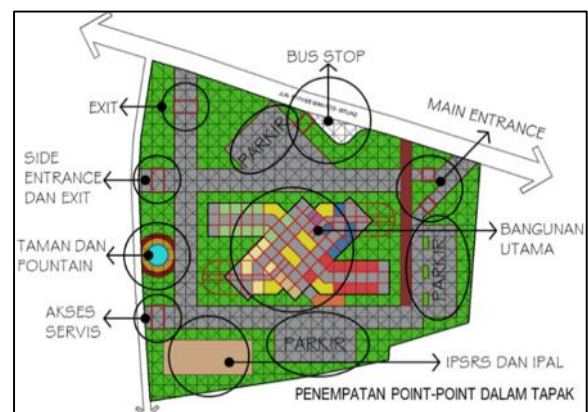 BUS STOP
EXIT
MAIN ENTRANCE
PARKIR
SIDE
ENTRANCE
DAN EXIT
TAMAN DAN
FOUNTAIN
BANGUNAN
UTAMA
PARKIR
AKSES
SERVIS
PARKIR
IPSRS DAN IPAL
PENEMPATAN POINT-POINT DALAM TAPAK